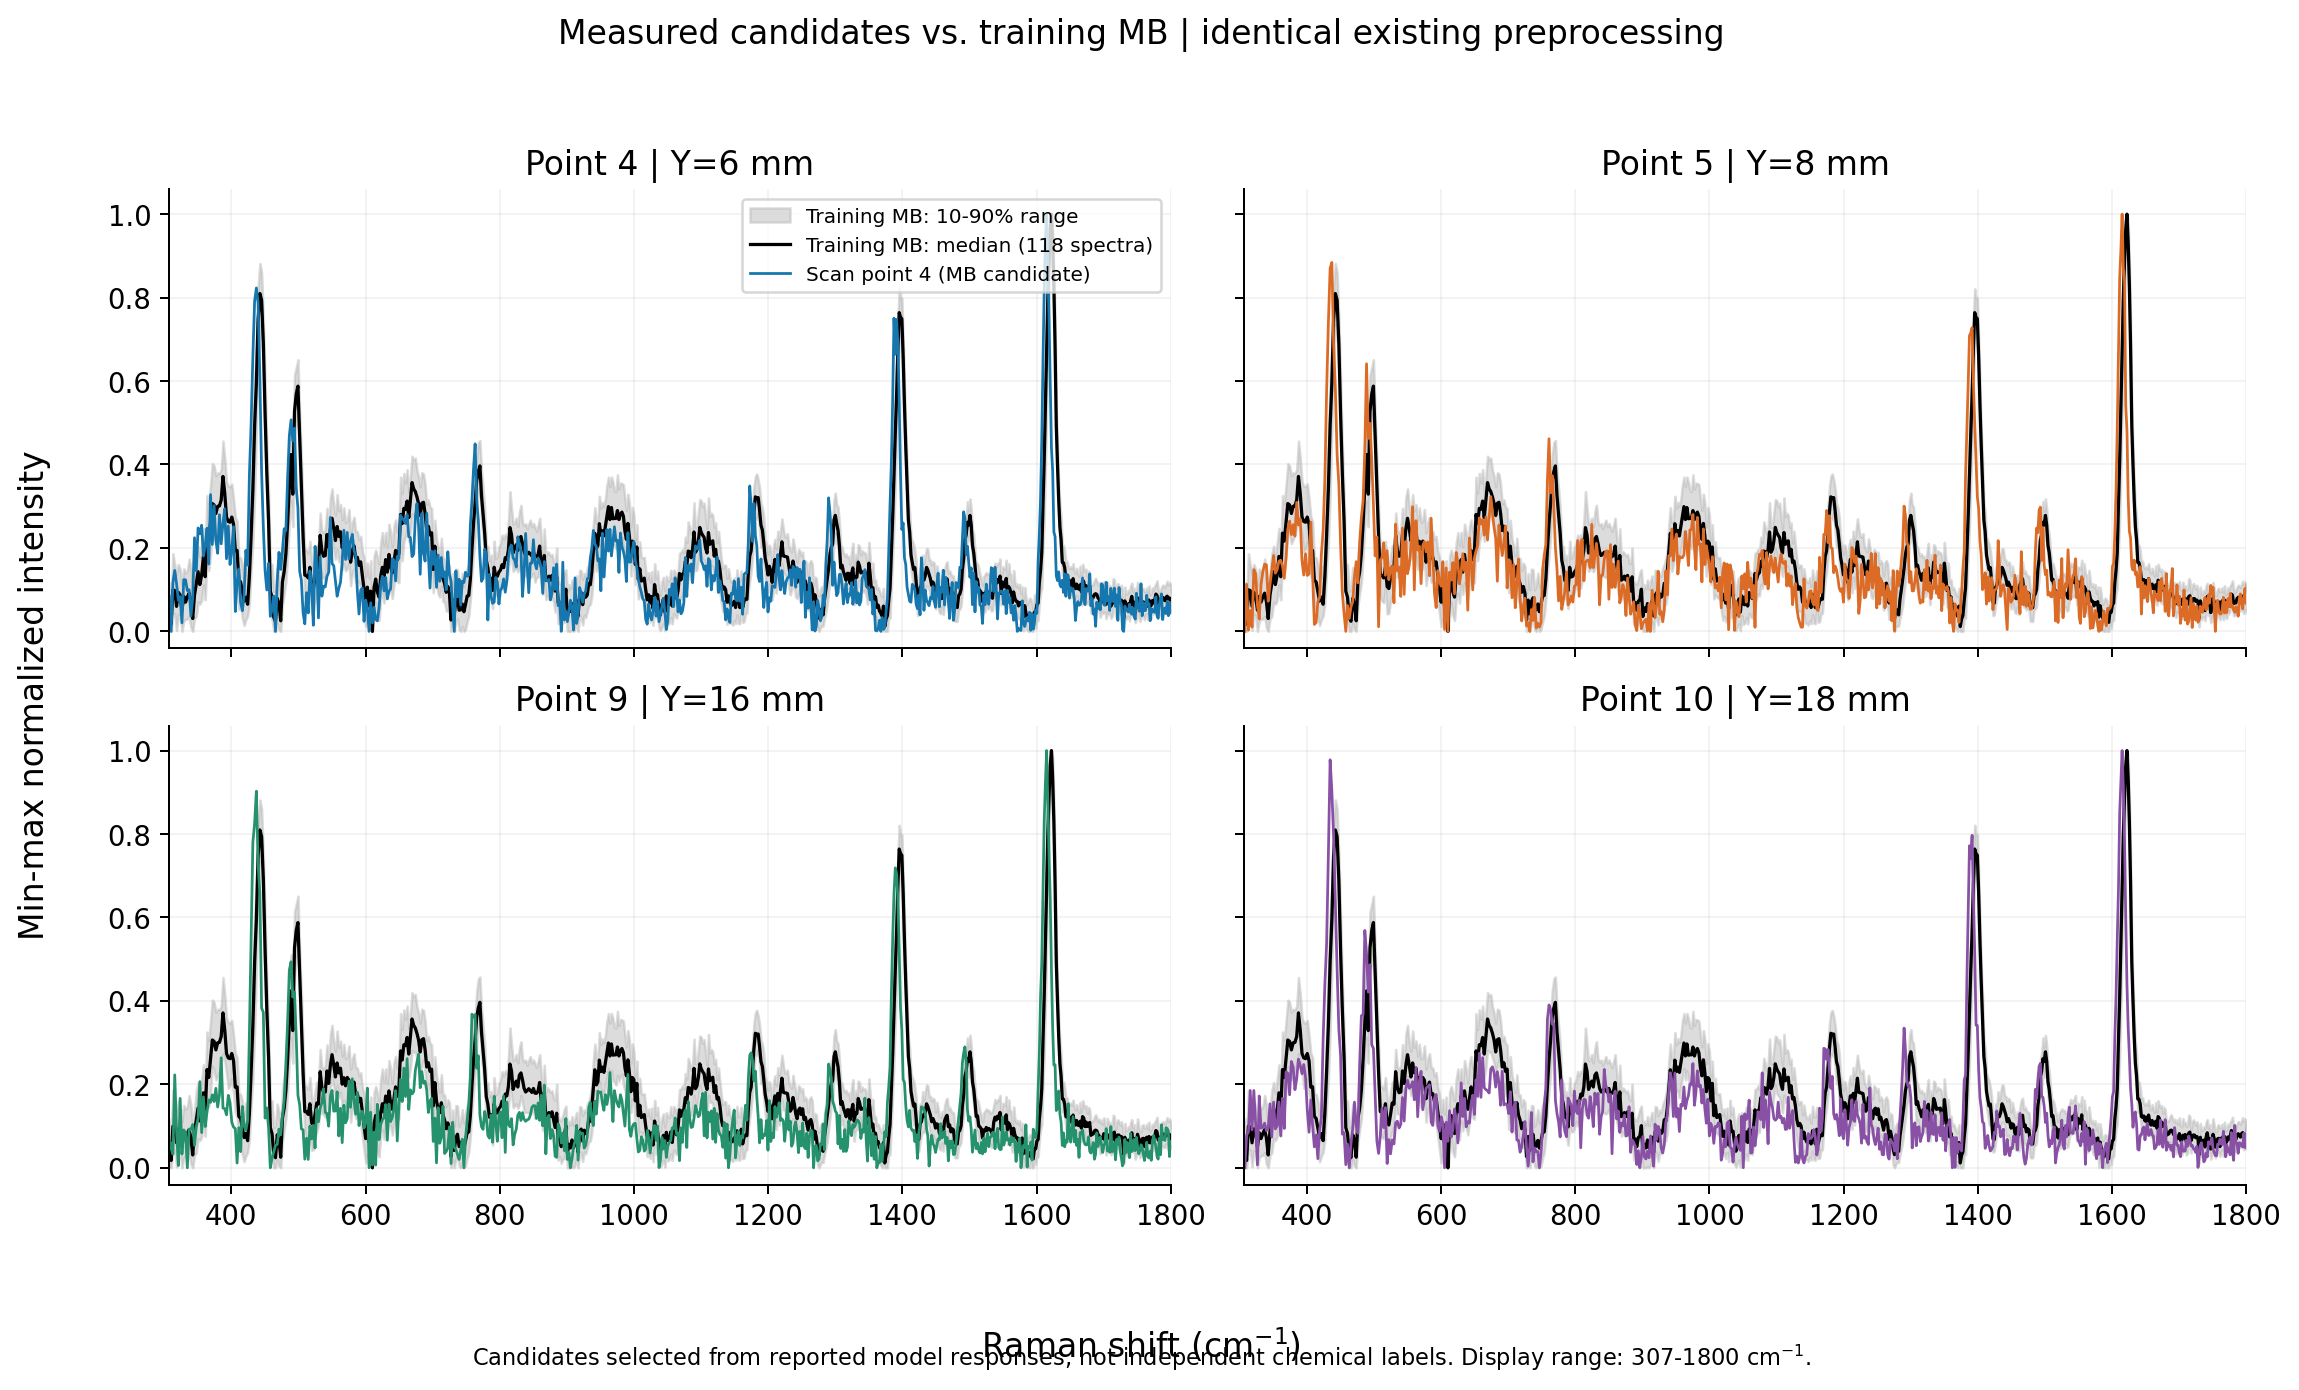 Measured candidates vs. training MB | identical existing preprocessing
Point 4 | Y=6 mm
Point 5 | Y=8 mm
1.0
0.8
0.6
0.4
0.2
0.0
Training MB: 10-90% range
Training MB: median (118 spectra)
Scan point 4 (MB candidate)
Min-max normalized intensity
Point 9 | Y=16 mm
Point 10 | Y=18 mm
1.0
0.8
0.6
0.4
0.2
0.0
400 600 800 1000 1200 1400 1600 1800
400 600 800 1000 1200 1400 1600 1800
Raman shift (cm⁻¹)
Candidates selected from reported model responses, not independent chemical labels. Display range: 307-1800 cm⁻¹.